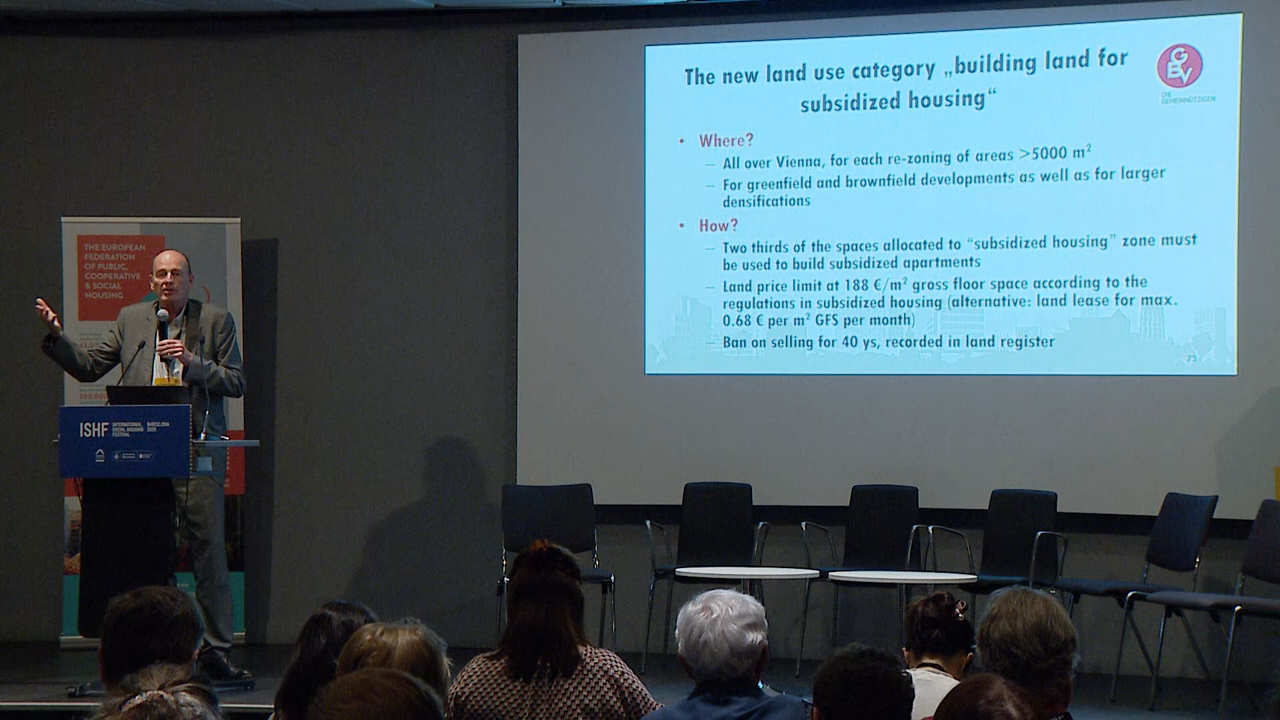 The new land use category „building land for
subsidized housing“
GBV
DIE
GEMEINNÜTZIGEN
• Where?
– All over Vienna, for each re-zoning of areas >5000 m²
– For greenfield and brownfield developments as well as for larger
densifications
• How?
– Two thirds of the spaces allocated to “subsidized housing” zone must
be used to build subsidized apartments
– Land price limit at 188 €/m² gross floor space according to the
regulations in subsidized housing (alternative: land lease for max.
0.68 € per m² GFS per month)
– Ban on selling for 40 ys, recorded in land register
THE EUROPEAN
FEDERATION
OF PUBLIC,
COOPERATIVE
& SOCIAL
HOUSING
ISHF
INTERNATIONAL
SOCIAL HOUSING
FESTIVAL
BARCELONA